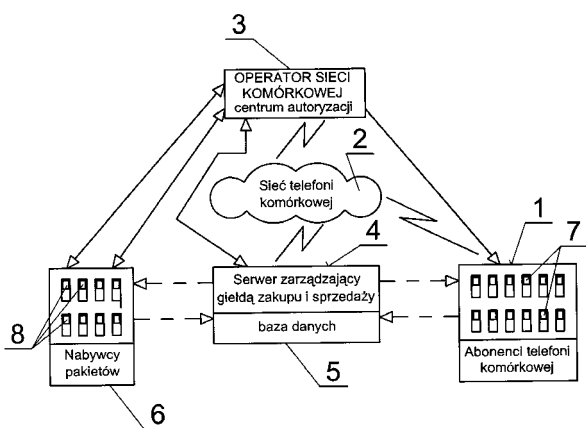 3
OPERATOR SIECI
KOMÓRKOWEJ
centrum autoryzacji
2
Sieć telefoni
komórkowej
1
7
4
Serwer zarządzający
giełdą zakupu i sprzedaży
baza danych
8
Nabywcy
pakietów
Abonenci telefoni
komórkowej
5
6